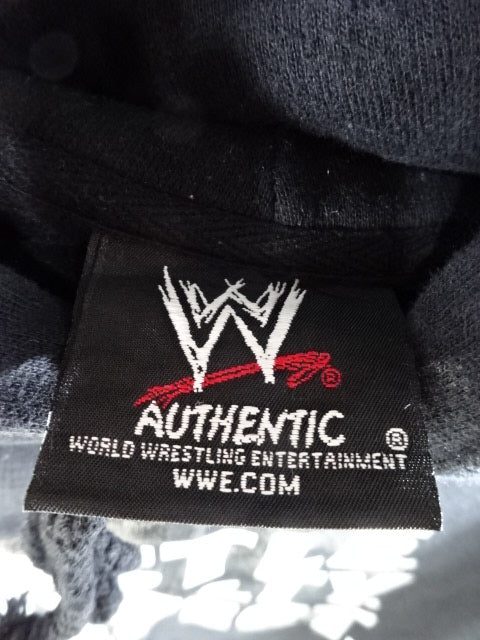 W ®
AUTHENTIC ®
WORLD WRESTLING ENTERTAINMENT
WWE.COM